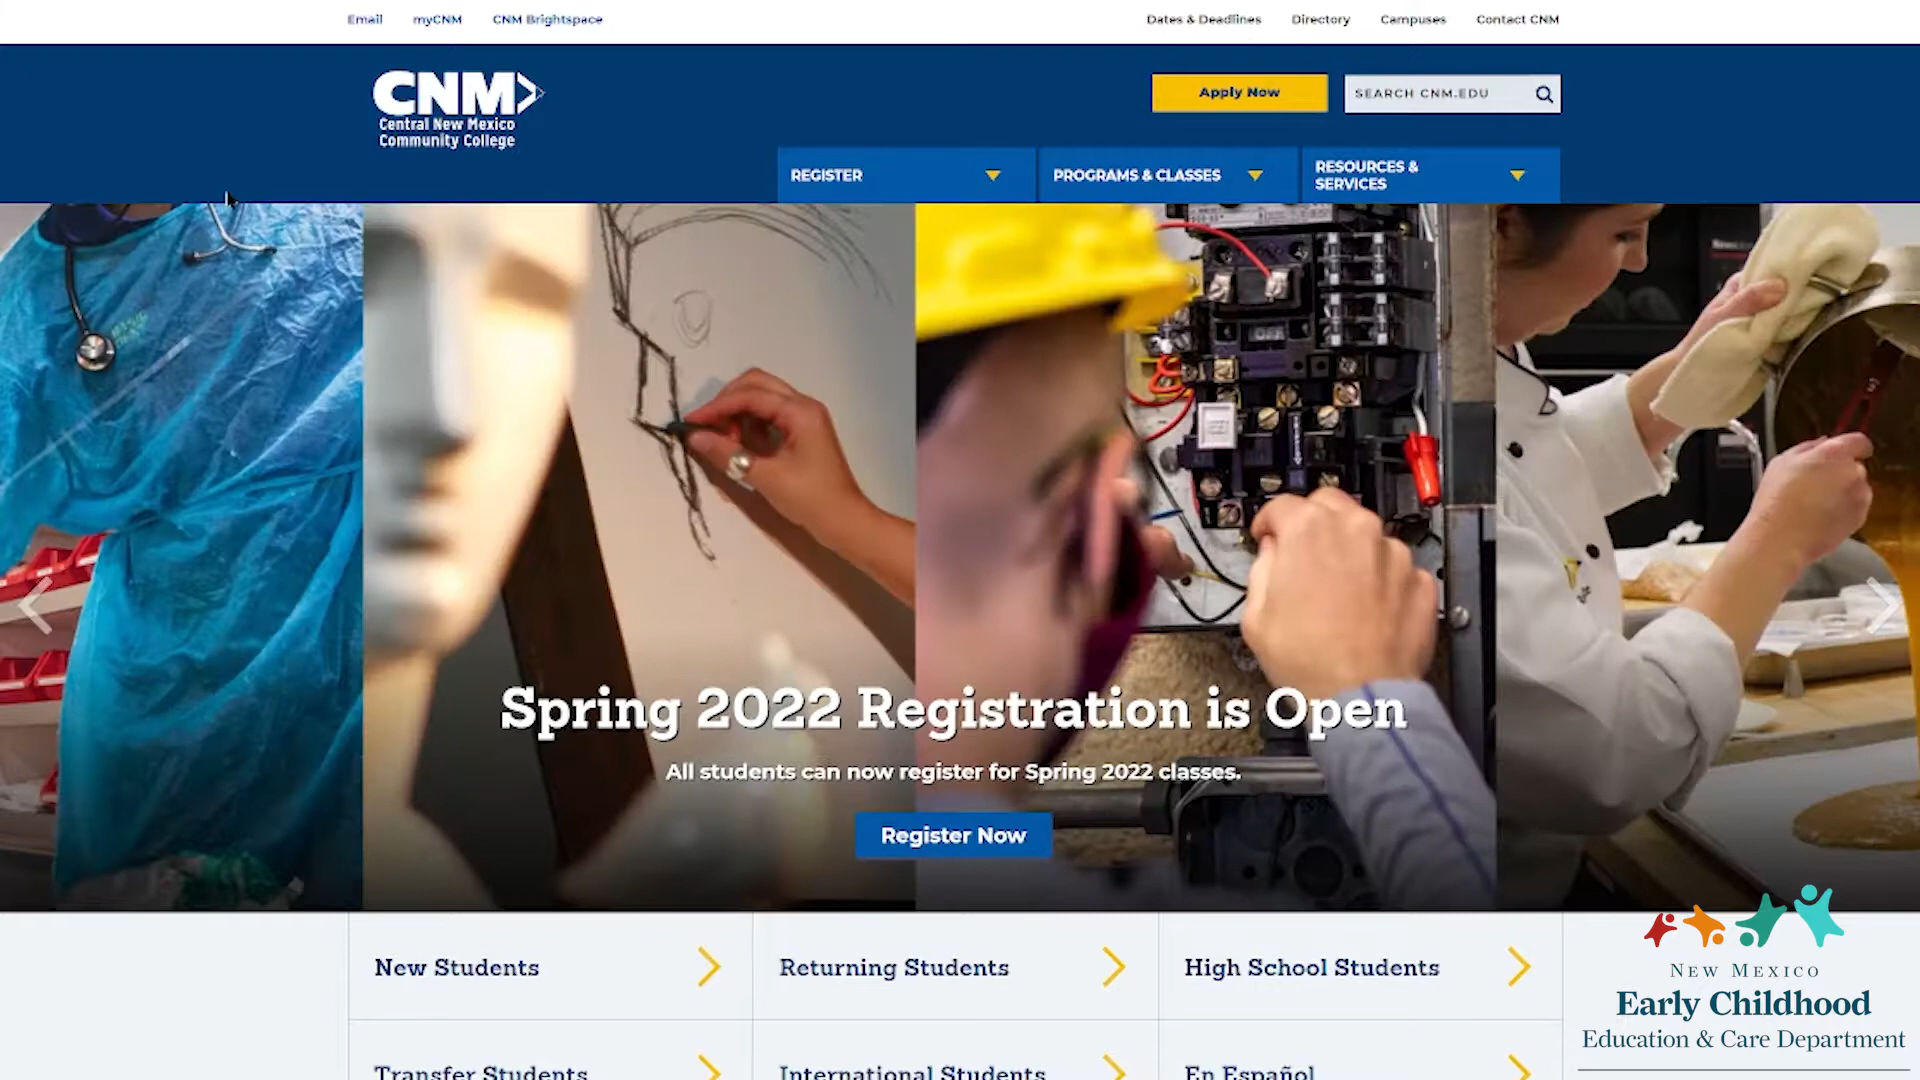 Email myCNM CNM Brightspace Dates & Deadlines Directory Campuses Contact CNM
CNM
Central New Mexico
Community College
Apply Now
SEARCH CNM.EDU
REGISTER
PROGRAMS & CLASSES
RESOURCES &
SERVICES
Spring 2022 Registration is Open
All students can now register for Spring 2022 classes.
Register Now
New Students
Returning Students
High School Students
Transfer Students
International Students
En Español
NEW MEXICO
Early Childhood
Education & Care Department